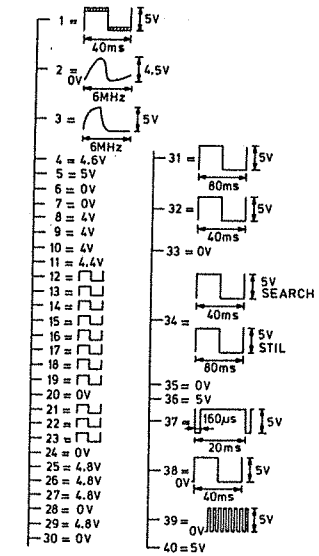 1 = 5V
40ms
2 = 4.5V
0V
6MHz
3 = 5V
6MHz
4 = 4.6V
5 = 5V
6 = 0V
7 = 0V
8 = 4V
9 = 4V
10 = 4V
11 = 4.4V
12 =
13 =
14 =
15 =
16 =
17 =
18 =
19 =
20 = 0V
21 =
22 =
23 =
24 = 0V
25 = 4.8V
26 = 4.8V
27 = 4.8V
28 = 0V
29 = 4.8V
30 = 0V
31 = 5V
80ms
32 = 5V
40ms
33 = 0V
34 =
5V
SEARCH
40ms
5V
STIL
80ms
35 = 0V
36 = 5V
37 = 160µs 5V
0V
20ms
38 = 5V
0V
40ms
39 = 5V
0V
40 = 5V